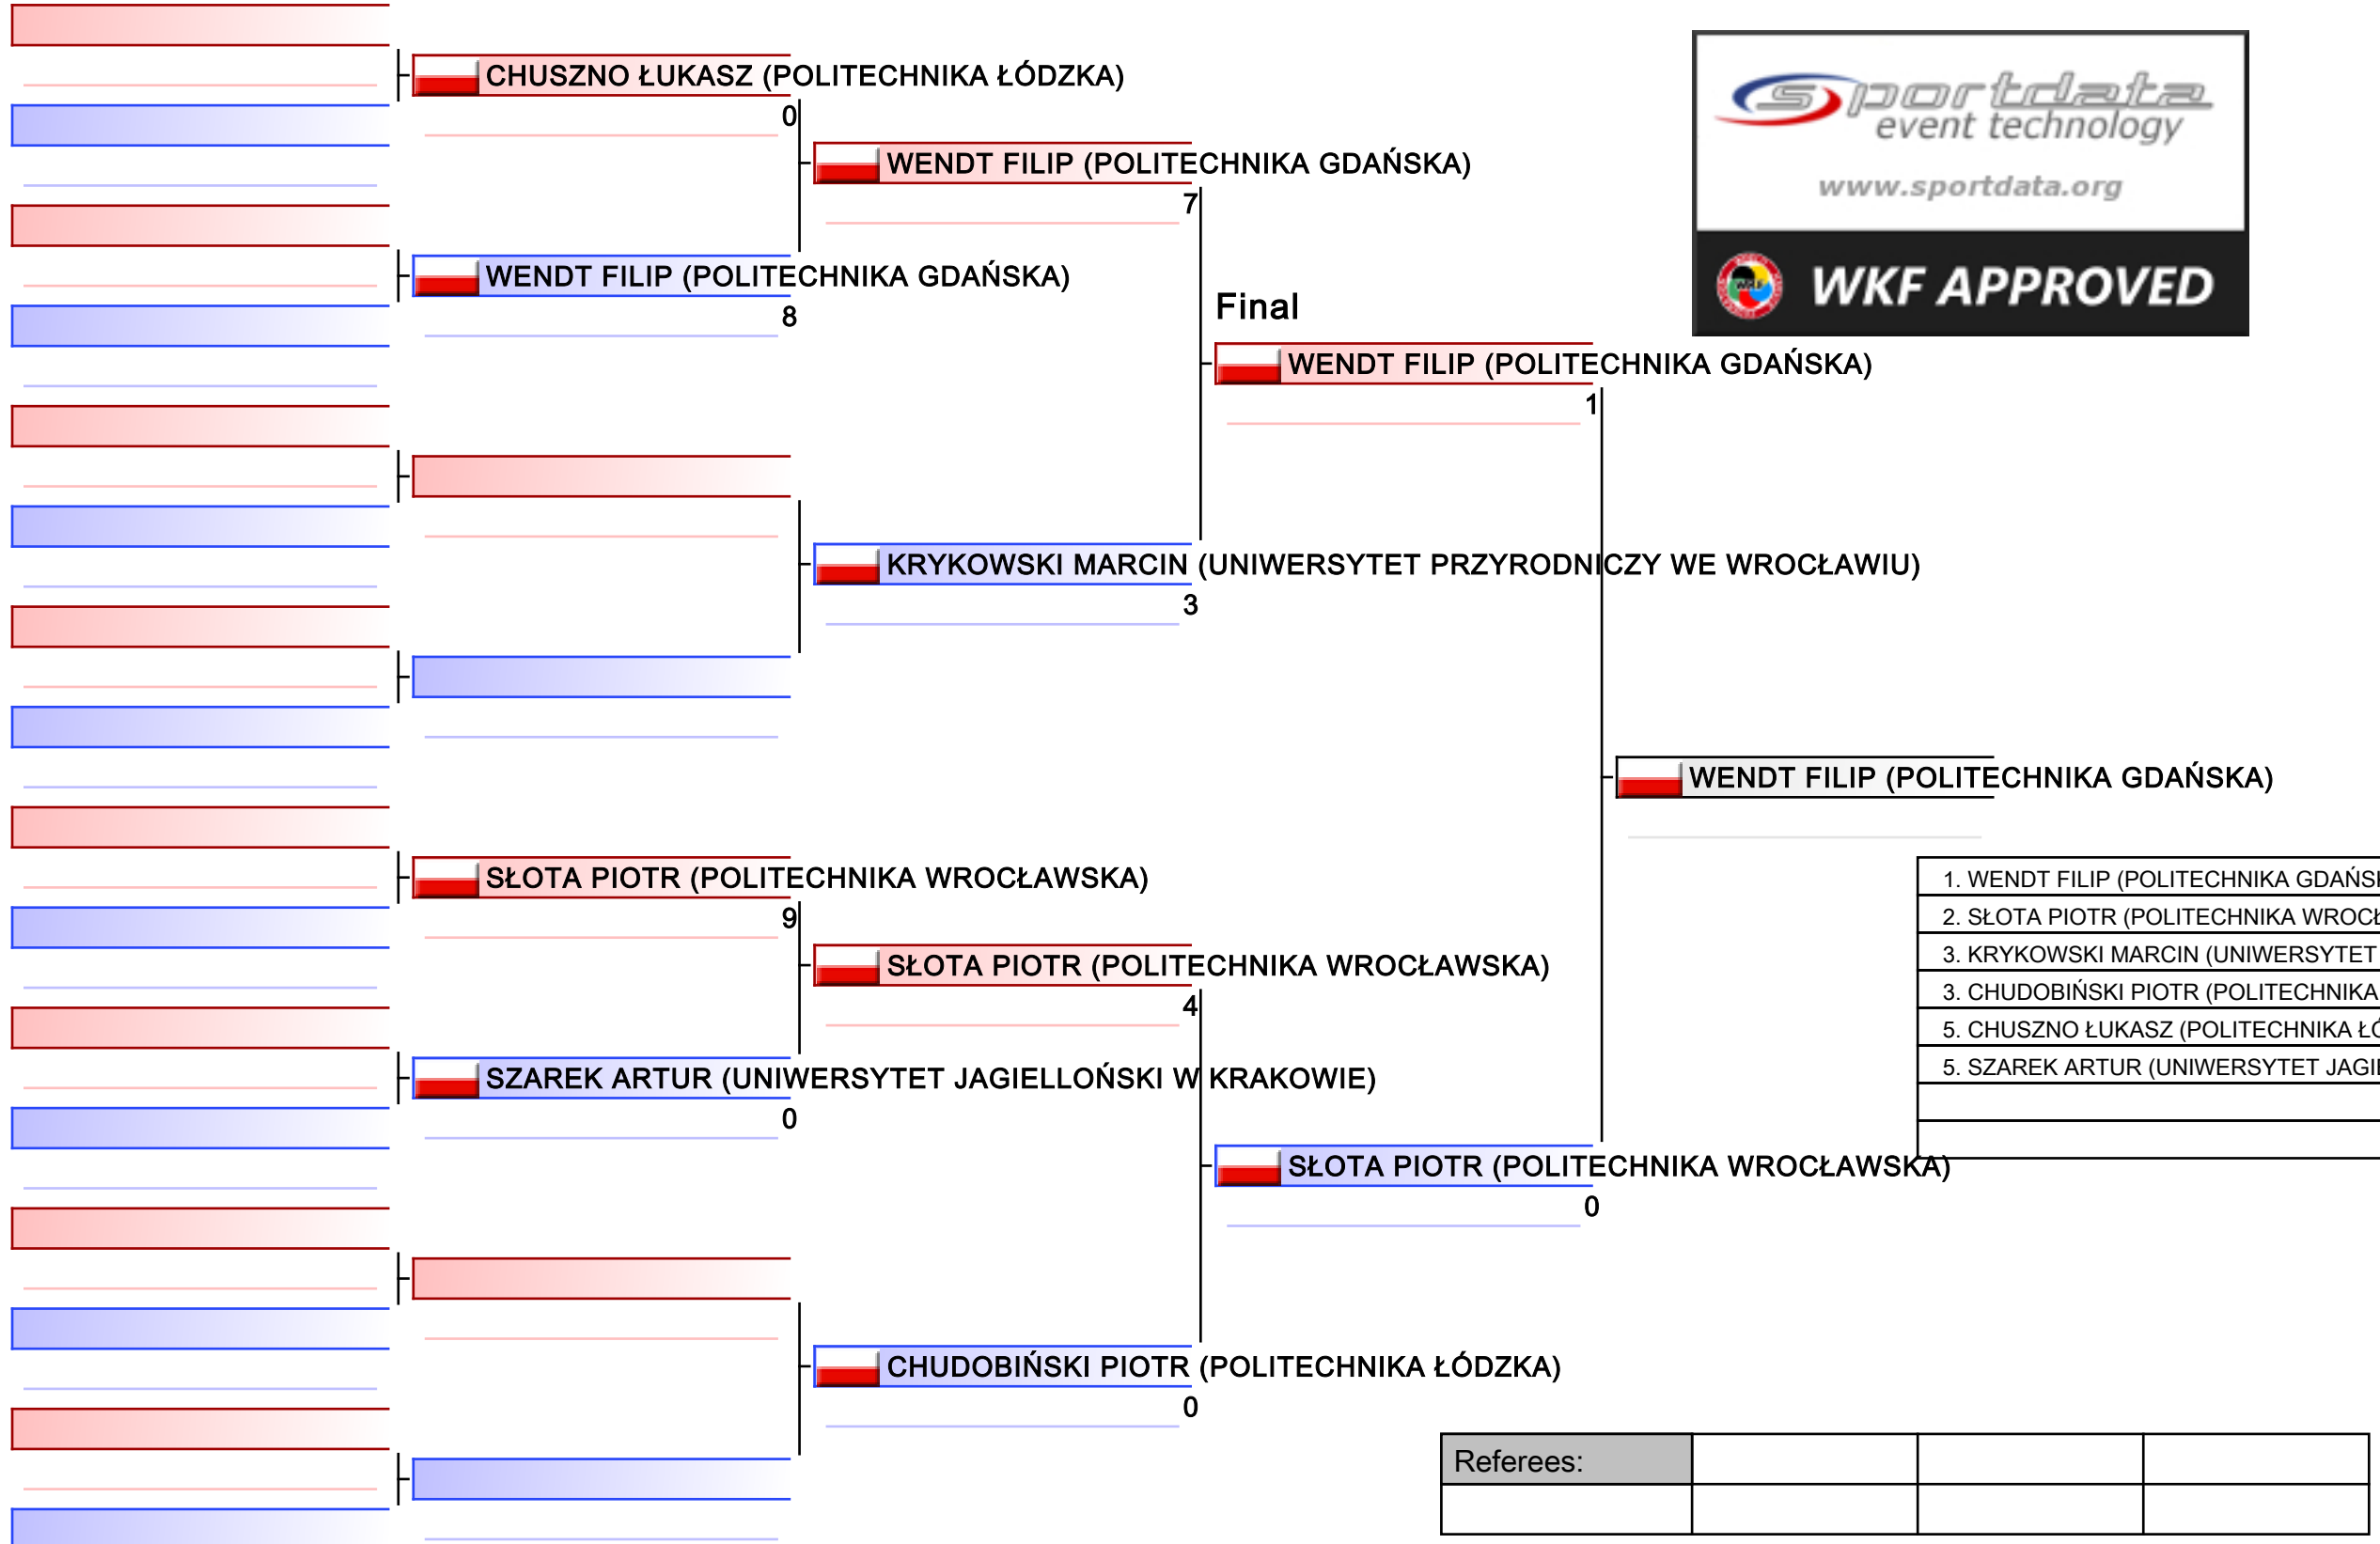 CHUSZNO ŁUKASZ (POLITECHNIKA ŁÓDZKA)
0
WENDT FILIP (POLITECHNIKA GDAŃSKA)
7
WENDT FILIP (POLITECHNIKA GDAŃSKA)
8
Final
WENDT FILIP (POLITECHNIKA GDAŃSKA)
1
KRYKOWSKI MARCIN (UNIWERSYTET PRZYRODNICZY WE WROCŁAWIU)
3
WENDT FILIP (POLITECHNIKA GDAŃSKA)
SŁOTA PIOTR (POLITECHNIKA WROCŁAWSKA)
9
SŁOTA PIOTR (POLITECHNIKA WROCŁAWSKA)
4
SZAREK ARTUR (UNIWERSYTET JAGIELLOŃSKI W KRAKOWIE)
0
SŁOTA PIOTR (POLITECHNIKA WROCŁAWSKA)
0
CHUDOBIŃSKI PIOTR (POLITECHNIKA ŁÓDZKA)
0
sportdata
event technology
www.sportdata.org
WKF APPROVED
1. WENDT FILIP (POLITECHNIKA
2. SŁOTA PIOTR (POLITECHNIKA
3. KRYKOWSKI MARCIN (UNIWERSYTET
3. CHUDOBIŃSKI PIOTR (POLITECHNIKA
5. CHUSZNO ŁUKASZ (POLITECHNIKA
5. SZAREK ARTUR (UNIWERSYTET
Referees: